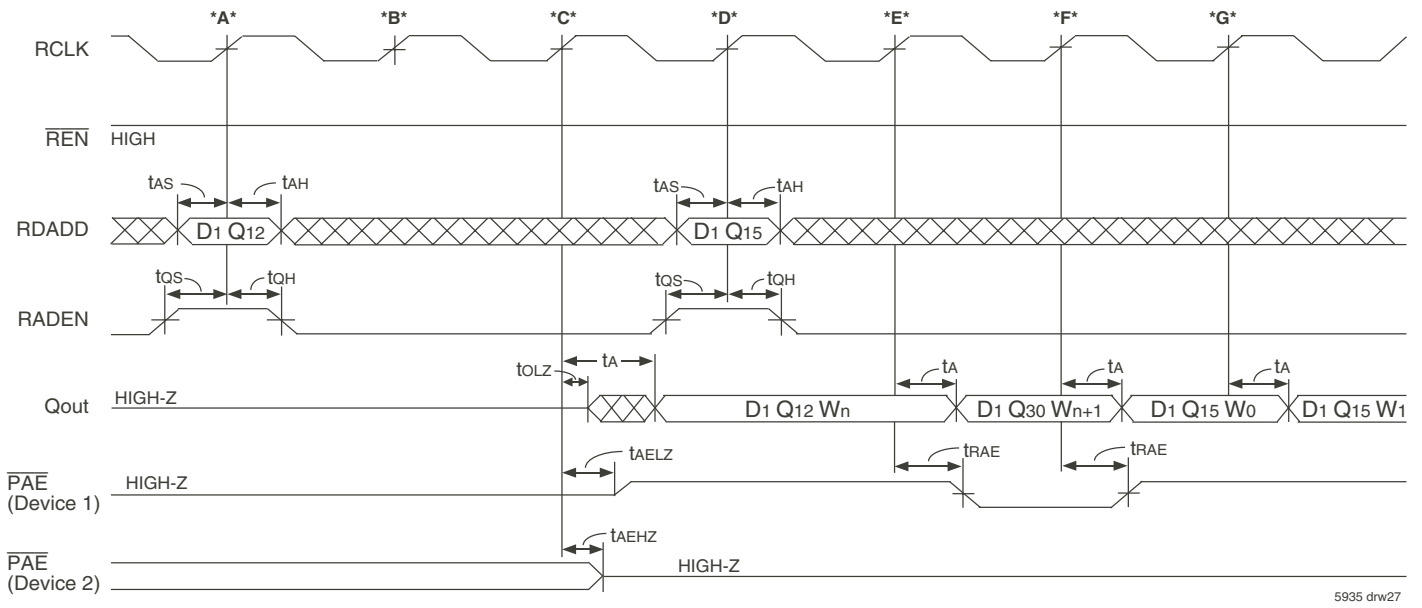 *A* *B* *C* *D* *E* *F* *G*
RCLK
REN HIGH
tAS tAH tAS tAH
RDADD D1 Q12 D1 Q15
tQS tQH tQS tQH
RADEN
tOLZ tA tA tA tA
Qout HIGH-Z D1 Q12 Wn D1 Q30 Wn+1 D1 Q15 W0 D1 Q15 W1
tAELZ tRAE tRAE
PAE
(Device 1)
HIGH-Z
tAEHZ
PAE
(Device 2)
HIGH-Z
5935 drw27